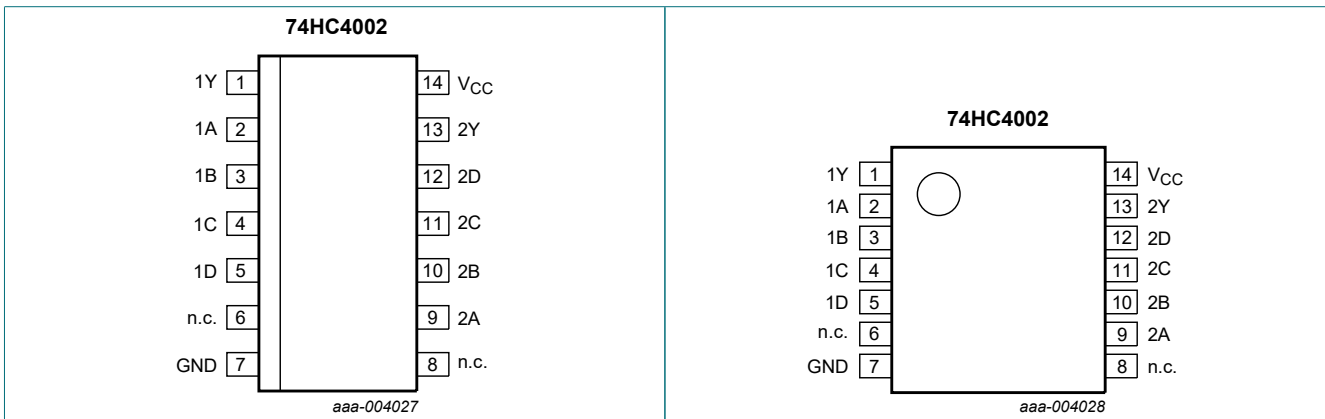 74HC4002
1Y 1 14 VCC
1A 2 13 2Y
1B 3 12 2D
1C 4 11 2C
1D 5 10 2B
n.c. 6 9 2A
GND 7 8 n.c.
aaa-004027
74HC4002
1Y 1 14 VCC
1A 2 13 2Y
1B 3 12 2D
1C 4 11 2C
1D 5 10 2B
n.c. 6 9 2A
GND 7 8 n.c.
aaa-004028